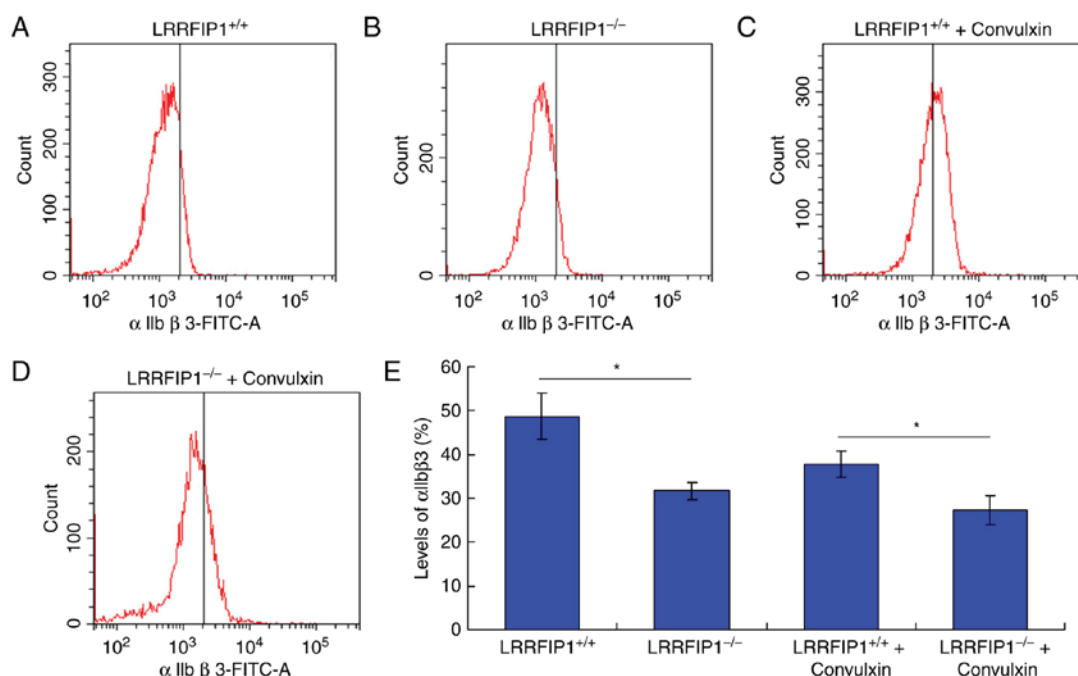 A
LRRFIP1+/+
300
200
100
0
Count
10² 10³ 10⁴ 10⁵
α IIb β 3-FITC-A
B
LRRFIP1−/−
200
0
Count
10² 10³ 10⁴ 10⁵
α IIb β 3-FITC-A
C
LRRFIP1+/+ + Convulxin
300
200
100
0
Count
10² 10³ 10⁴ 10⁵
α IIb β 3-FITC-A
D
LRRFIP1−/− + Convulxin
200
100
0
Count
10² 10³ 10⁴ 10⁵
α IIb β 3-FITC-A
E
60
50
40
30
20
10
0
Levels of αIIbβ3 (%)
*
*
LRRFIP1+/+
LRRFIP1−/−
LRRFIP1+/+ +
Convulxin
LRRFIP1−/− +
Convulxin